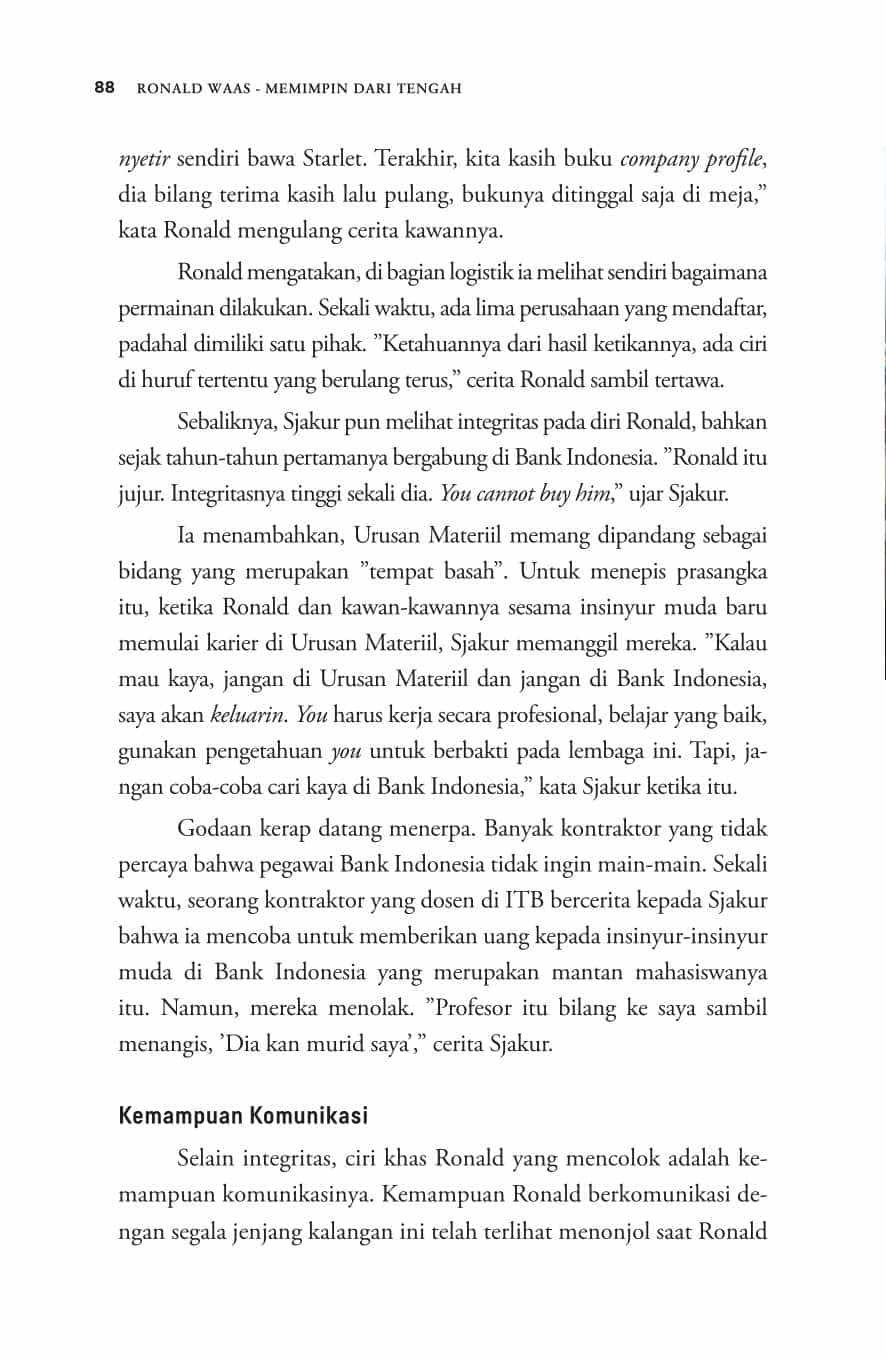 88 RONALD WAAS - MEMIMPIN DARI TENGAH
nyetir sendiri bawa Starlet. Terakhir, kita kasih buku company profile,
dia bilang terima kasih lalu pulang, bukunya ditinggal saja di meja,”
kata Ronald mengulang cerita kawannya.
Ronald mengatakan, di bagian logistik ia melihat sendiri bagaimana
permainan dilakukan. Sekali waktu, ada lima perusahaan yang mendaftar,
padahal dimiliki satu pihak. ”Ketahuannya dari hasil ketikannya, ada ciri
di huruf tertentu yang berulang terus,” cerita Ronald sambil tertawa.
Sebaliknya, Sjakur pun melihat integritas pada diri Ronald, bahkan
sejak tahun-tahun pertamanya bergabung di Bank Indonesia. ”Ronald itu
jujur. Integritasnya tinggi sekali dia. You cannot buy him,” ujar Sjakur.
Ia menambahkan, Urusan Materiil memang dipandang sebagai
bidang yang merupakan ”tempat basah”. Untuk menepis prasangka
itu, ketika Ronald dan kawan-kawannya sesama insinyur muda baru
memulai karier di Urusan Materiil, Sjakur memanggil mereka. ”Kalau
mau kaya, jangan di Urusan Materiil dan jangan di Bank Indonesia,
saya akan keluarin. You harus kerja secara profesional, belajar yang baik,
gunakan pengetahuan you untuk berbakti pada lembaga ini. Tapi, ja-
ngan coba-coba cari kaya di Bank Indonesia,” kata Sjakur ketika itu.
Godaan kerap datang menerpa. Banyak kontraktor yang tidak
percaya bahwa pegawai Bank Indonesia tidak ingin main-main. Sekali
waktu, seorang kontraktor yang dosen di ITB bercerita kepada Sjakur
bahwa ia mencoba untuk memberikan uang kepada insinyur-insinyur
muda di Bank Indonesia yang merupakan mantan mahasiswanya
itu. Namun, mereka menolak. ”Profesor itu bilang ke saya sambil
menangis, ’Dia kan murid saya’,” cerita Sjakur.
Kemampuan Komunikasi
Selain integritas, ciri khas Ronald yang mencolok adalah ke-
mampuan komunikasinya. Kemampuan Ronald berkomunikasi de-
ngan segala jenjang kalangan ini telah terlihat menonjol saat Ronald